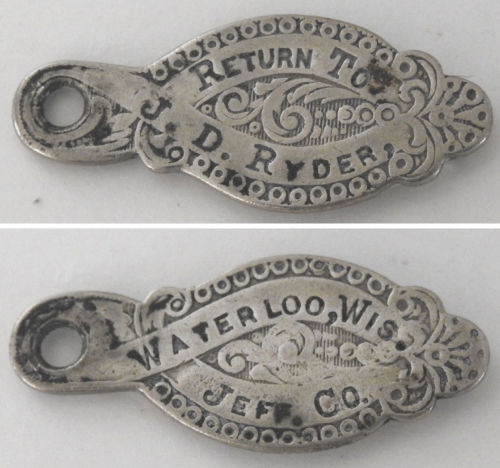 RETURN TO
J. D. RYDER,
WATERLOO, WIS.
JEFF. CO.